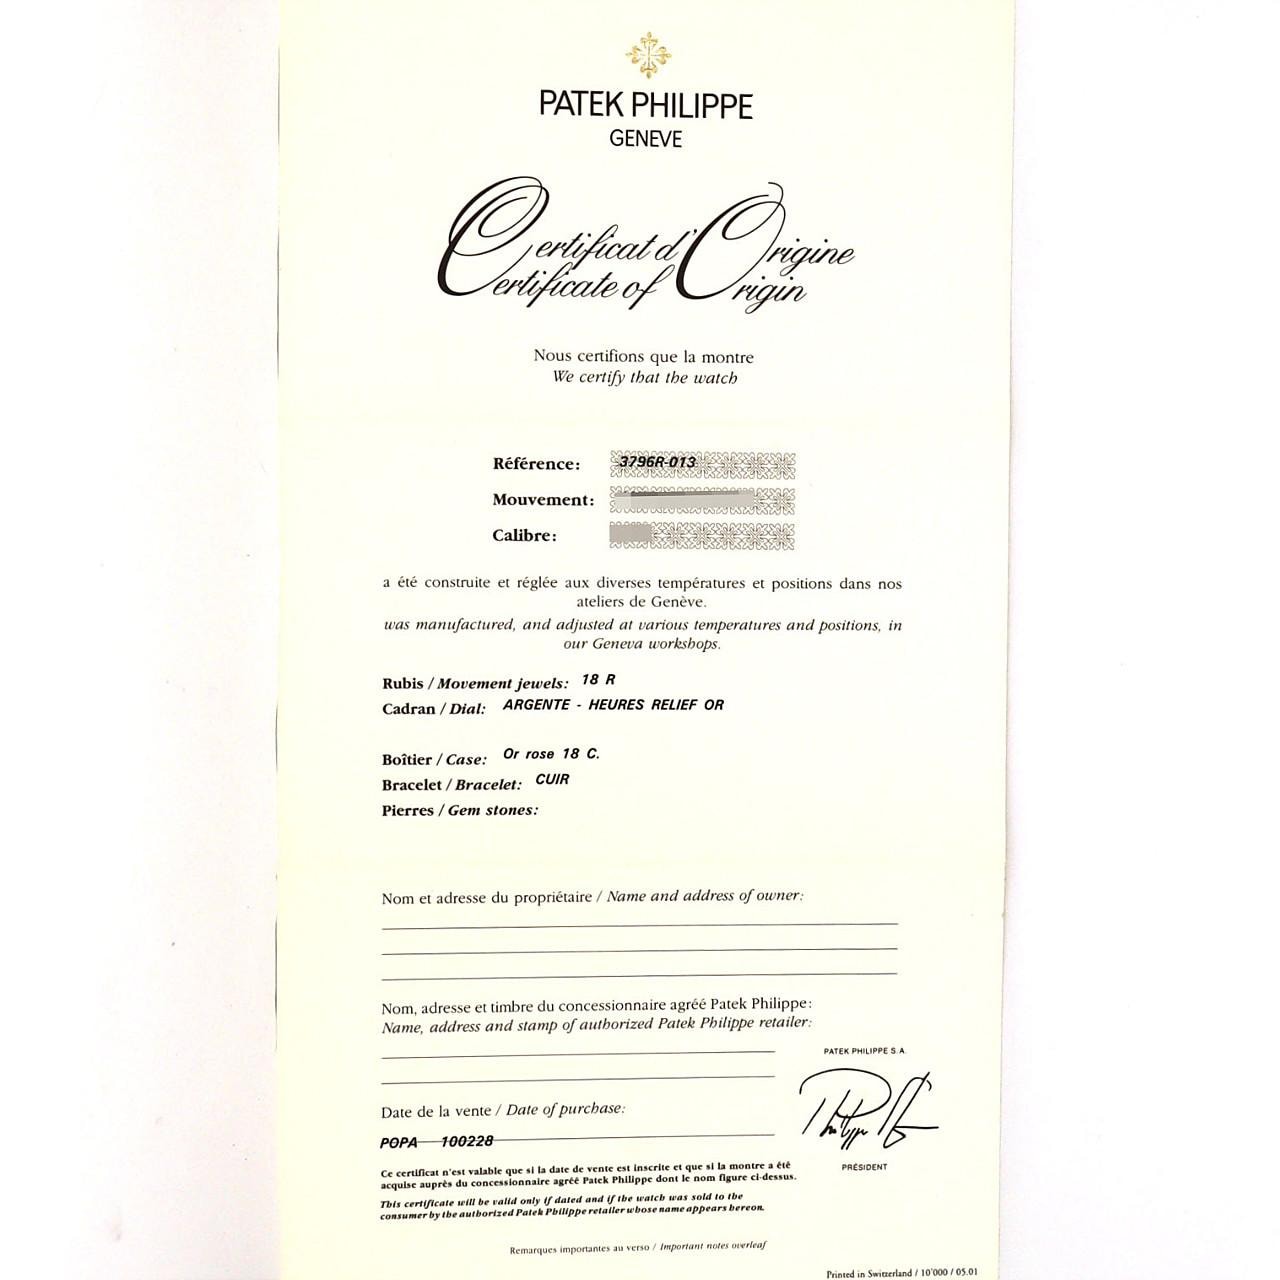 PATEK PHILIPPE
GENEVE
Certificat d'Origine
Certificate of Origin
Nous certifions que la montre
We certify that the watch
Référence: 3796R-013
Mouvement:
Calibre:
a été construite et réglée aux diverses températures et positions dans nos
ateliers de Genève.
was manufactured, and adjusted at various temperatures and positions, in
our Geneva workshops.
Rubis / Movement jewels: 18 R
Cadran / Dial: ARGENTE - HEURES RELIEF OR
Boîtier / Case: Or rose 18 C.
Bracelet / Bracelet: CUIR
Pierres / Gem stones:
Nom et adresse du propriétaire / Name and address of owner:
Nom, adresse et timbre du concessionnaire agréé Patek Philippe:
Name, address and stamp of authorized Patek Philippe retailer:
PATEK PHILIPPE S.A.
Date de la vente / Date of purchase:
POPA 100228
PRÉSIDENT
Ce certificat n'est valable que si la date de vente est inscrite et que si la montre a été
acquise auprès du concessionnaire agréé Patek Philippe dont le nom figure ci-dessus.
This certificate will be valid only if dated and if the watch was sold to the
consumer by the authorized Patek Philippe retailer whose name appears hereon.
Remarques importantes au verso / Important notes overleaf
Printed in Switzerland / 10'000 / 05.01